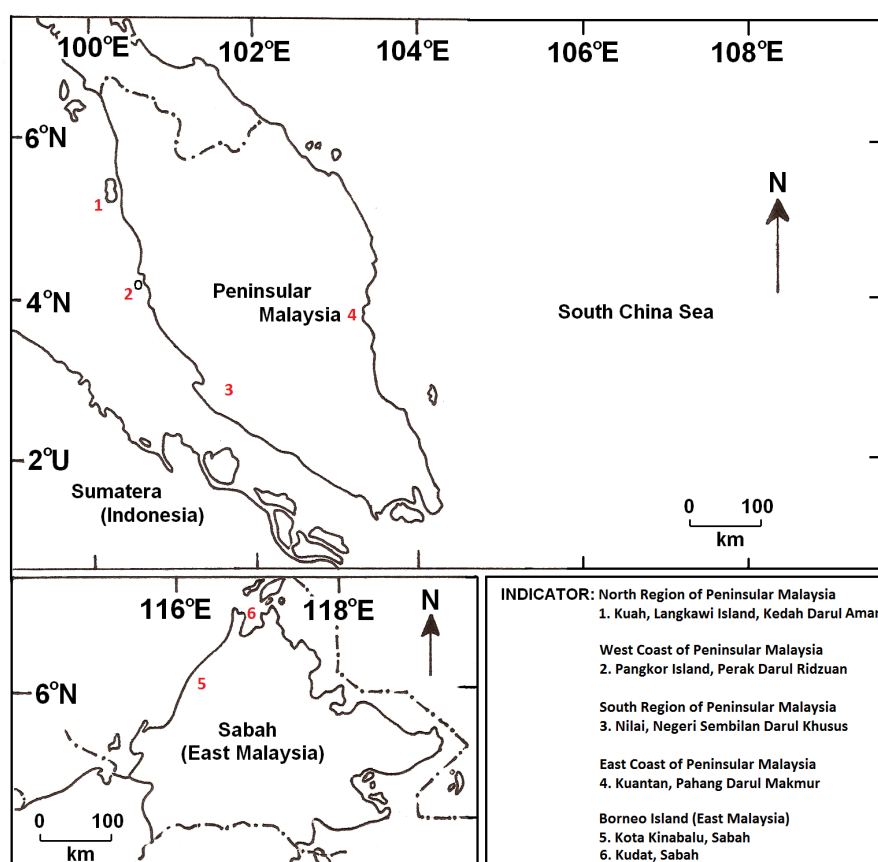 100°E 102°E 104°E 106°E 108°E
6°N
N
1
2
4°N
Peninsular
Malaysia 4
South China Sea
3
2°U
Sumatera
(Indonesia)
0 100
km
116°E 118°E
N
6
6°N
5
Sabah
(East Malaysia)
0 100
km
INDICATOR: North Region of Peninsular Malaysia
1. Kuah, Langkawi Island, Kedah Darul Aman
West Coast of Peninsular Malaysia
2. Pangkor Island, Perak Darul Ridzuan
South Region of Peninsular Malaysia
3. Nilai, Negeri Sembilan Darul Khusus
East Coast of Peninsular Malaysia
4. Kuantan, Pahang Darul Makmur
Borneo Island (East Malaysia)
5. Kota Kinabalu, Sabah
6. Kudat, Sabah